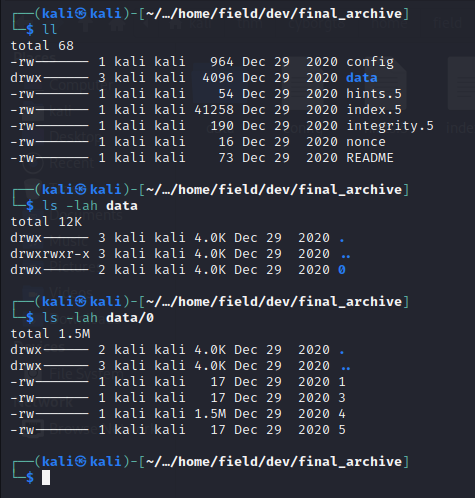 ┌──(kali㉿kali)-[~/…/home/field/dev/final_archive]
└─$ ll
total 68
-rw------- 1 kali kali   964 Dec 29  2020 config
drwx------ 3 kali kali  4096 Dec 29  2020 data
-rw------- 1 kali kali    54 Dec 29  2020 hints.5
-rw------- 1 kali kali 41258 Dec 29  2020 index.5
-rw------- 1 kali kali   190 Dec 29  2020 integrity.5
-rw------- 1 kali kali    16 Dec 29  2020 nonce
-rw------- 1 kali kali    73 Dec 29  2020 README
┌──(kali㉿kali)-[~/…/home/field/dev/final_archive]
└─$ ls -lah data
total 12K
drwx------ 3 kali kali 4.0K Dec 29  2020 .
drwxrwxr-x 3 kali kali 4.0K Dec 29  2020 ..
drwx------ 2 kali kali 4.0K Dec 29  2020 0
┌──(kali㉿kali)-[~/…/home/field/dev/final_archive]
└─$ ls -lah data/0
total 1.5M
drwx------ 2 kali kali 4.0K Dec 29  2020 .
drwx------ 3 kali kali 4.0K Dec 29  2020 ..
-rw------- 1 kali kali   17 Dec 29  2020 1
-rw------- 1 kali kali   17 Dec 29  2020 3
-rw------- 1 kali kali 1.5M Dec 29  2020 4
-rw------- 1 kali kali   17 Dec 29  2020 5
┌──(kali㉿kali)-[~/…/home/field/dev/final_archive]
└─$